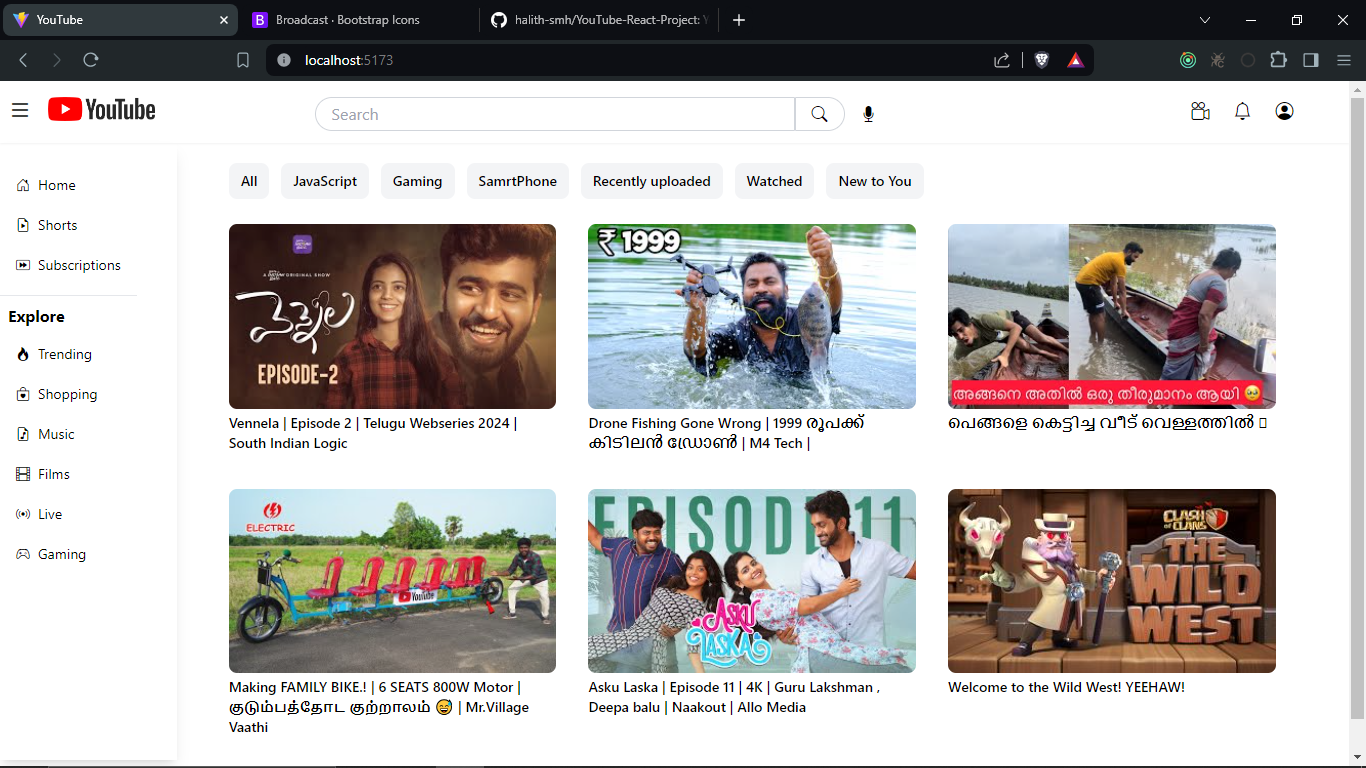 YouTube
Broadcast · Bootstrap Icons
halith-smh/YouTube-React-Project: Y
localhost:5173
YouTube
Search
Home
Shorts
Subscriptions
Explore
Trending
Shopping
Music
Films
Live
Gaming
All
JavaScript
Gaming
SamrtPhone
Recently uploaded
Watched
New to You
వెన్నెల
EPISODE-2
₹ 1999
അങ്ങനെ അതിൽ ഒരു തീരുമാനം ആയി 🥹
Vennela | Episode 2 | Telugu Webseries 2024 |
South Indian Logic
Drone Fishing Gone Wrong | 1999 രൂപക്ക്
കിടിലൻ ഡ്രോൺ | M4 Tech |
പെങ്ങളെ കെട്ടിച്ച വീട് വെള്ളത്തിൽ
ELECTRIC
YouTube
EPISODE 11
ASKU
LASKA
CLASH
OF CLANS
THE
WILD
WEST
Making FAMILY BIKE.! | 6 SEATS 800W Motor |
குடும்பத்தோட குற்றாலம் 😅 | Mr.Village
Vaathi
Asku Laska | Episode 11 | 4K | Guru Lakshman ,
Deepa balu | Naakout | Allo Media
Welcome to the Wild West! YEEHAW!